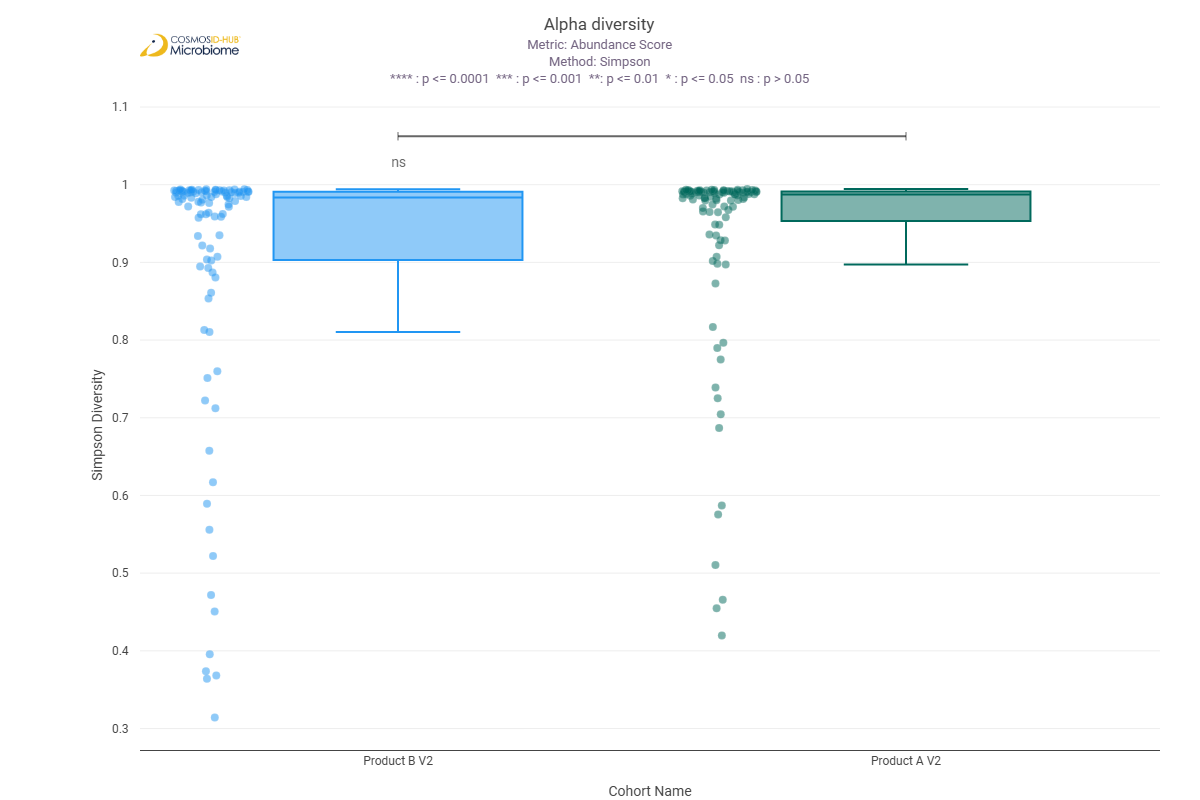 Alpha diversity
COSMOSID-HUB
Microbiome
Metric: Abundance Score
Method: Simpson
**** : p <= 0.0001 *** : p <= 0.001 **: p <= 0.01 * : p <= 0.05 ns : p > 0.05
1.1
ns
1
0.9
0.8
0.7
0.6
0.5
0.4
0.3
Simpson Diversity
Product B V2
Product A V2
Cohort Name